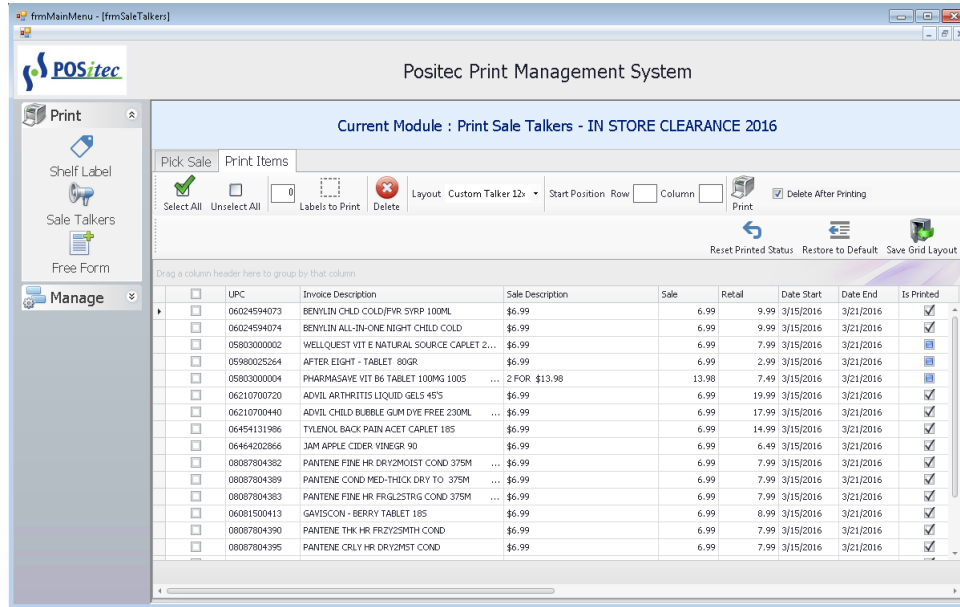 frmMainMenu - [frmSaleTalkers]
POSitec
Positec Print Management System
Print
Shelf Label
Sale Talkers
Free Form
Manage
Current Module : Print Sale Talkers - IN STORE CLEARANCE 2016
Pick Sale Print Items
Select All Unselect All 0 Labels to Print Delete Layout Custom Talker 12x Start Position Row Column Print Delete After Printing
Reset Printed Status Restore to Default Save Grid Layout
Drag a column header here to group by that column
UPC Invoice Description Sale Description Sale Retail Date Start Date End Is Printed
06024594073 BENYLIN CHLD COLD/FVR SYRP 100ML $6.99 6.99 9.99 3/15/2016 3/21/2016
06024594074 BENYLIN ALL-IN-ONE NIGHT CHILD COLD $6.99 6.99 9.99 3/15/2016 3/21/2016
05803000002 WELLQUEST VIT E NATURAL SOURCE CAPLET 2... $6.99 6.99 7.99 3/15/2016 3/21/2016
05980025264 AFTER EIGHT - TABLET 80GR $6.99 6.99 2.99 3/15/2016 3/21/2016
05803000004 PHARMASAVE VIT B6 TABLET 100MG 100S ... 2 FOR $13.98 13.98 7.49 3/15/2016 3/21/2016
06210700720 ADVIL ARTHRITIS LIQUID GELS 45'S $6.99 6.99 19.99 3/15/2016 3/21/2016
06210700440 ADVIL CHILD BUBBLE GUM DYE FREE 230ML ... $6.99 6.99 17.99 3/15/2016 3/21/2016
06454131986 TYLENOL BACK PAIN ACET CAPLET 18S $6.99 6.99 14.99 3/15/2016 3/21/2016
06464202866 JAM APPLE CIDER VINEGR 90 $6.99 6.99 6.49 3/15/2016 3/21/2016
08087804382 PANTENE FINE HR DRY2MOIST COND 375M ... $6.99 6.99 7.99 3/15/2016 3/21/2016
08087804389 PANTENE COND MED-THICK DRY TO 375M ... $6.99 6.99 7.99 3/15/2016 3/21/2016
08087804383 PANTENE FINE HR FRGL2STRG COND 375M ... $6.99 6.99 7.99 3/15/2016 3/21/2016
06081500413 GAVISCON - BERRY TABLET 18S $6.99 6.99 8.99 3/15/2016 3/21/2016
08087804390 PANTENE THK HR FRZY2SMTH COND $6.99 6.99 7.99 3/15/2016 3/21/2016
08087804395 PANTENE CRLY HR DRY2MST COND $6.99 6.99 7.99 3/15/2016 3/21/2016